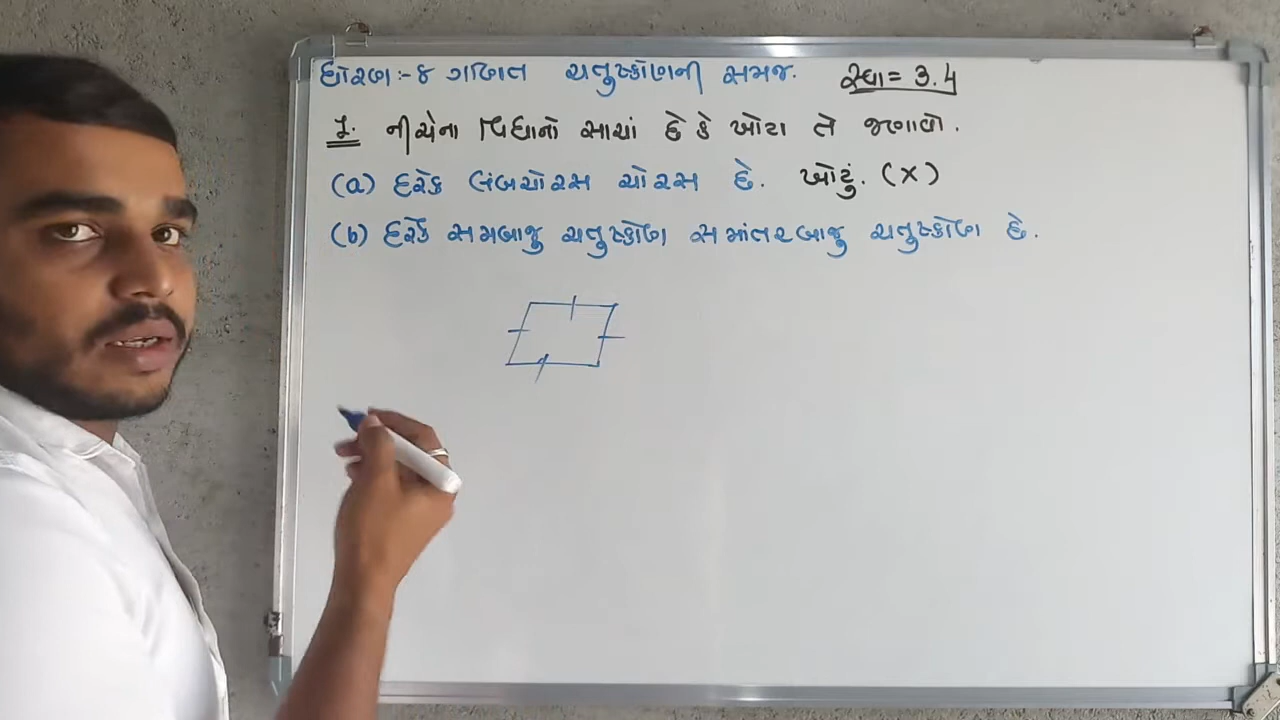 ધોરણ:-૪ ગણિત ચતુષ્કોણની સમજ. સ્વા = 3.4
1. નીચેના વિધાનો સાચાં છે કે ખોટા તે જણાવો.
(a) દરેક લંબચોરસ ચોરસ છે. ખોટું. (X)
(b) દરેક સમબાજુ ચતુષ્કોણ સમાંતરબાજુ ચતુષ્કોણ છે.